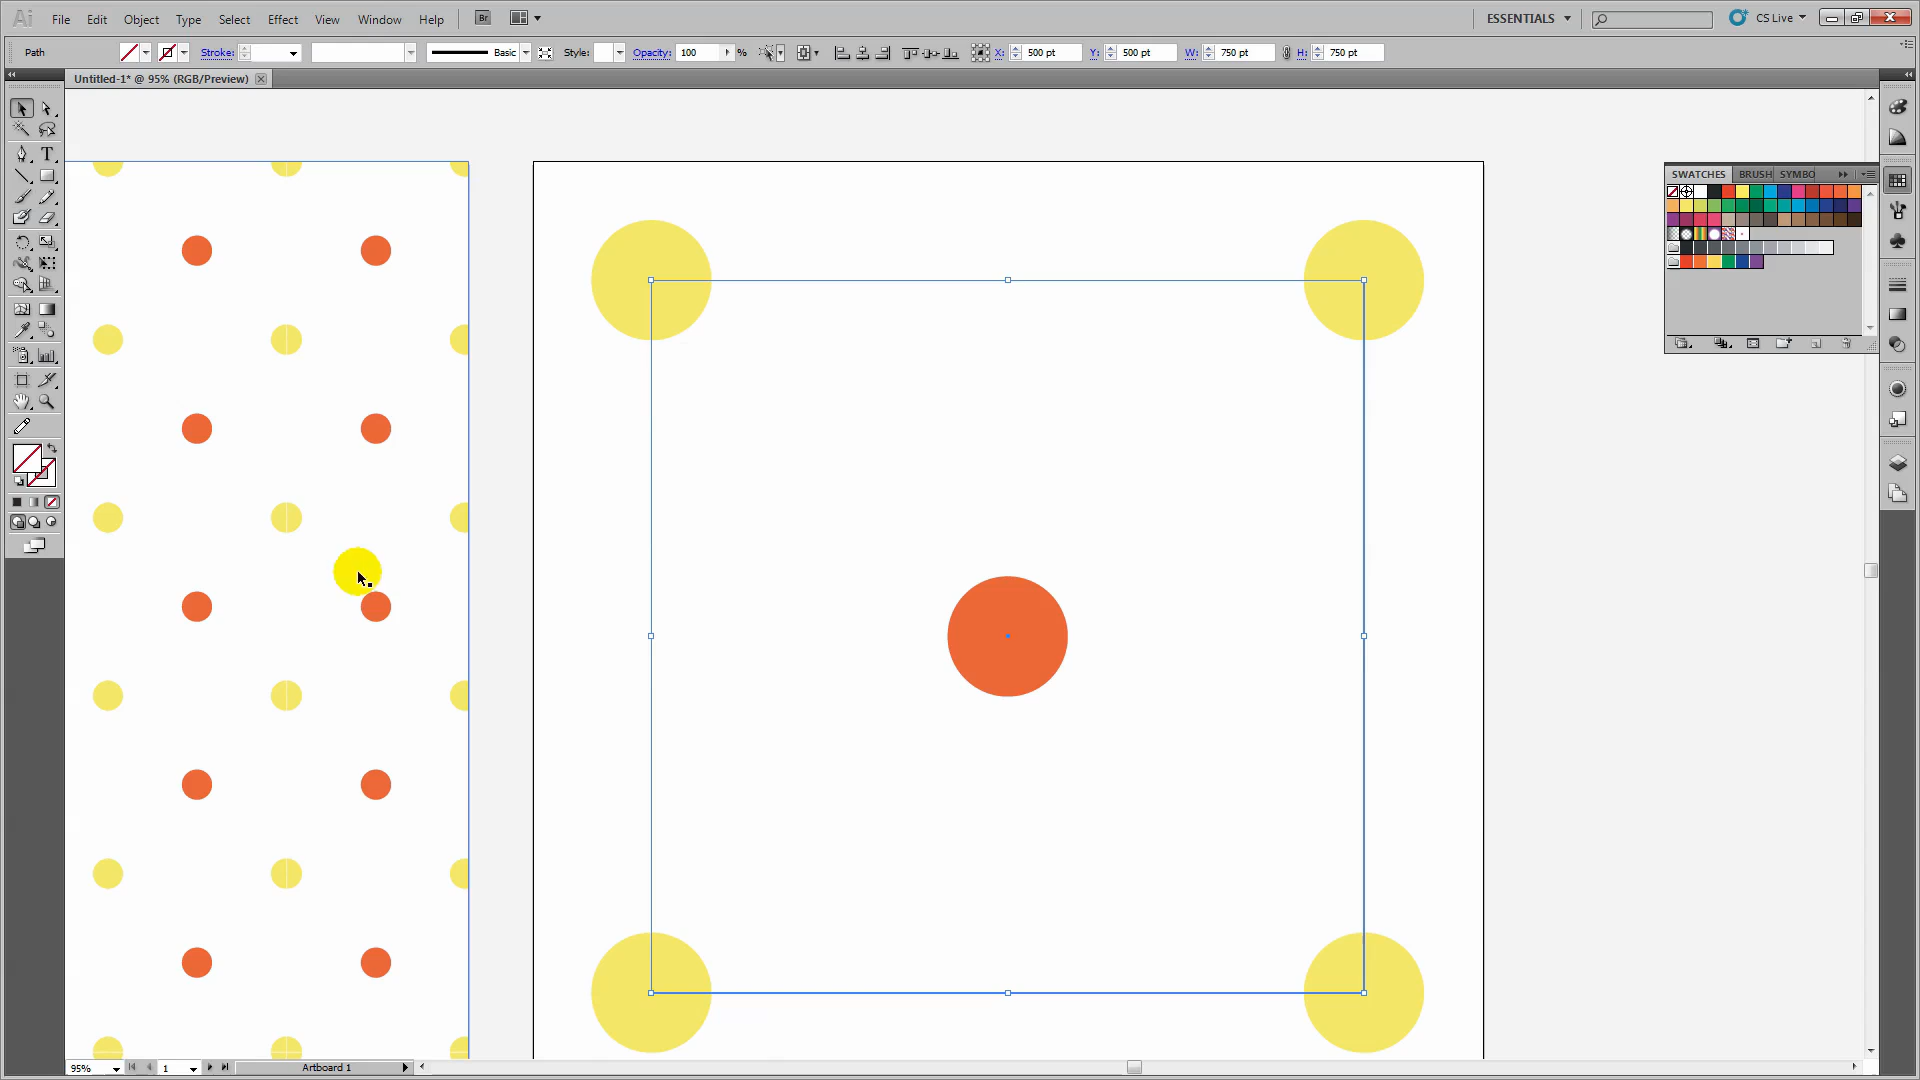 Ai File Edit Object Type Select Effect View Window Help Br ESSENTIALS CS Live
Path Stroke: Basic Style: Opacity: 100 % X: 500 pt Y: 500 pt W: 750 pt H: 750 pt
Untitled-1* @ 95% (RGB/Preview)
T
SWATCHES BRUSH SYMBO
95% 1 Artboard 1